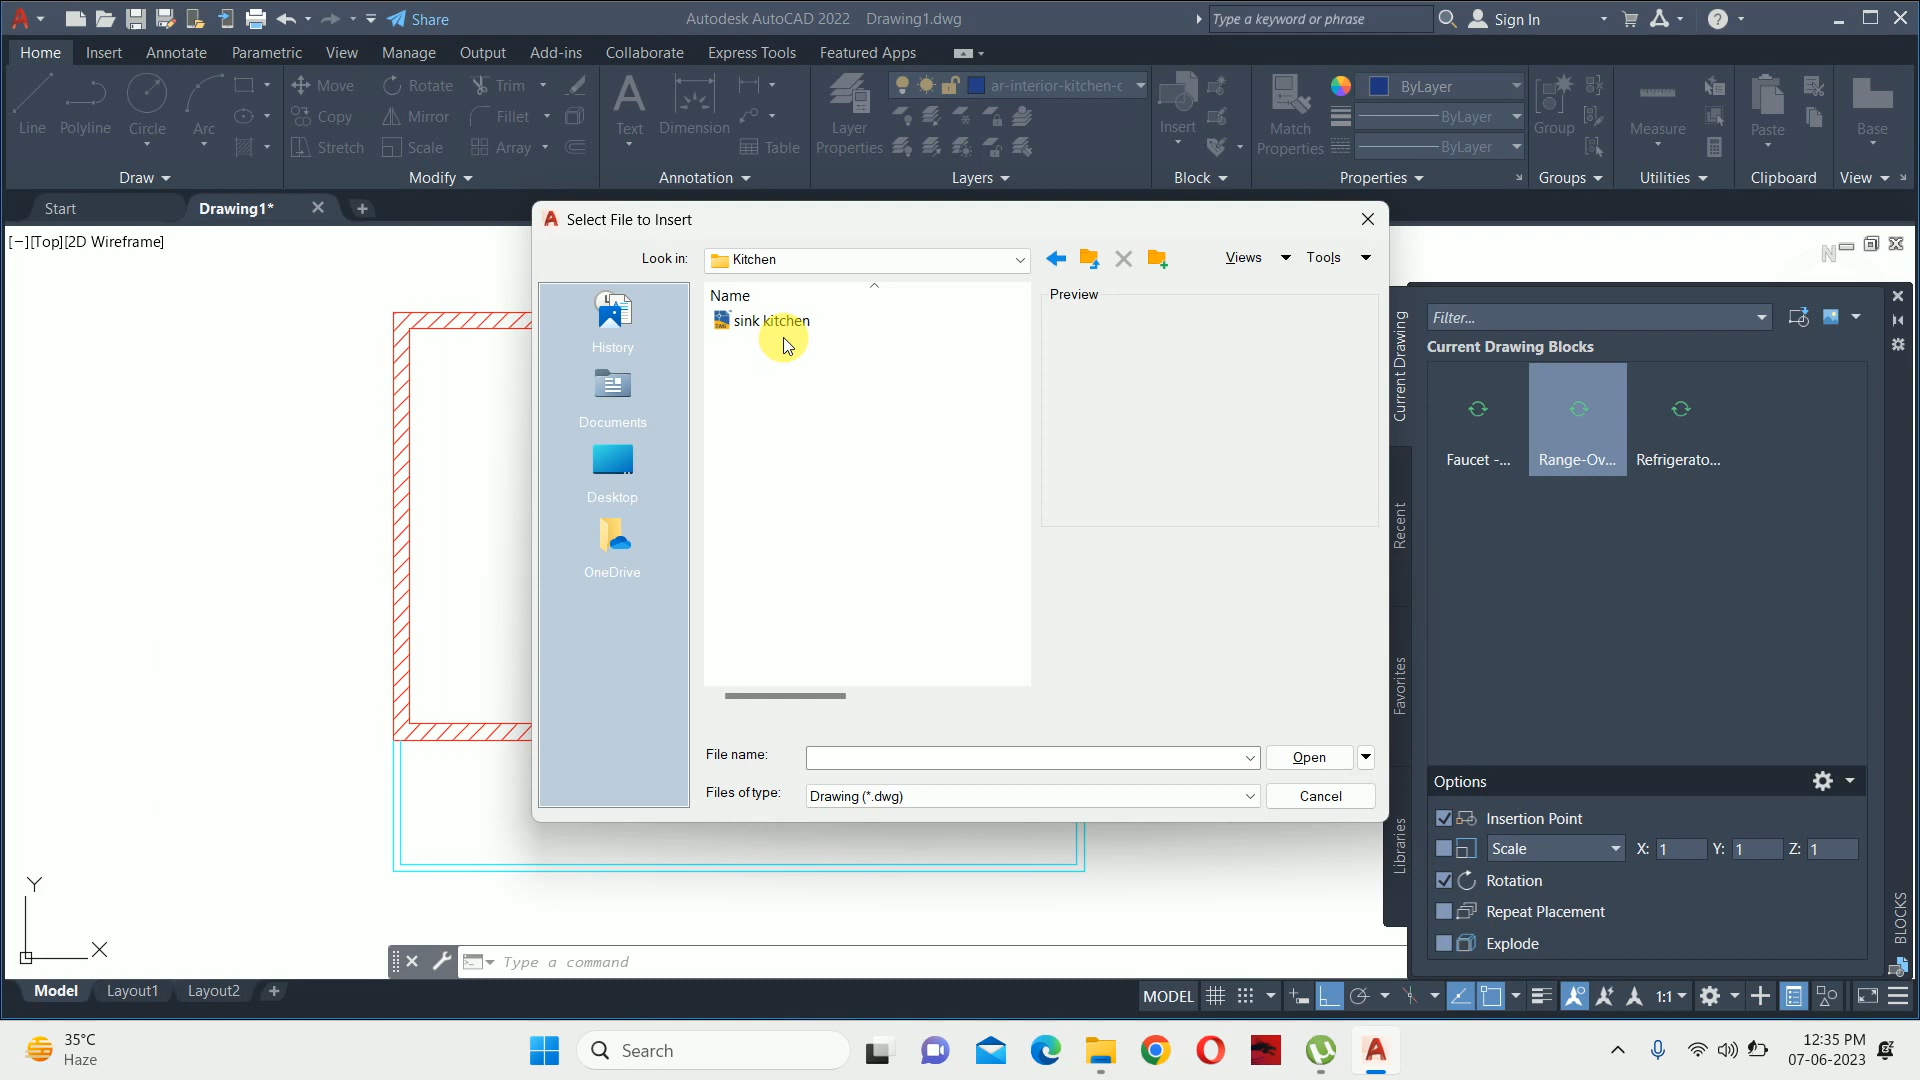 Share
Autodesk AutoCAD 2022 Drawing1.dwg
Type a keyword or phrase
Sign In
Home Insert Annotate Parametric View Manage Output Add-ins Collaborate Express Tools Featured Apps
Line Polyline Circle Arc
Move Rotate Trim
Copy Mirror Fillet
Stretch Scale Array
Text Dimension Table
Layer Properties
ar-interior-kitchen-c
Insert
Match Properties
ByLayer
ByLayer
ByLayer
Group
Measure
Paste
Base
Draw Modify Annotation Layers Block Properties Groups Utilities Clipboard View
Start Drawing1*
[−][Top][2D Wireframe]
N
Select File to Insert
Look in: Kitchen
Views Tools
Name
sink kitchen
Preview
History
Documents
Desktop
OneDrive
File name:
Open
Files of type: Drawing (*.dwg)
Cancel
Current Drawing
Recent
Favorites
Libraries
Filter...
Current Drawing Blocks
Faucet -... Range-Ov... Refrigerato...
Options
Insertion Point
Scale X: 1 Y: 1 Z: 1
Rotation
Repeat Placement
Explode
BLOCKS
Y
X
Type a command
Model Layout1 Layout2
MODEL 1:1
35°C
Haze
Search
12:35 PM
07-06-2023